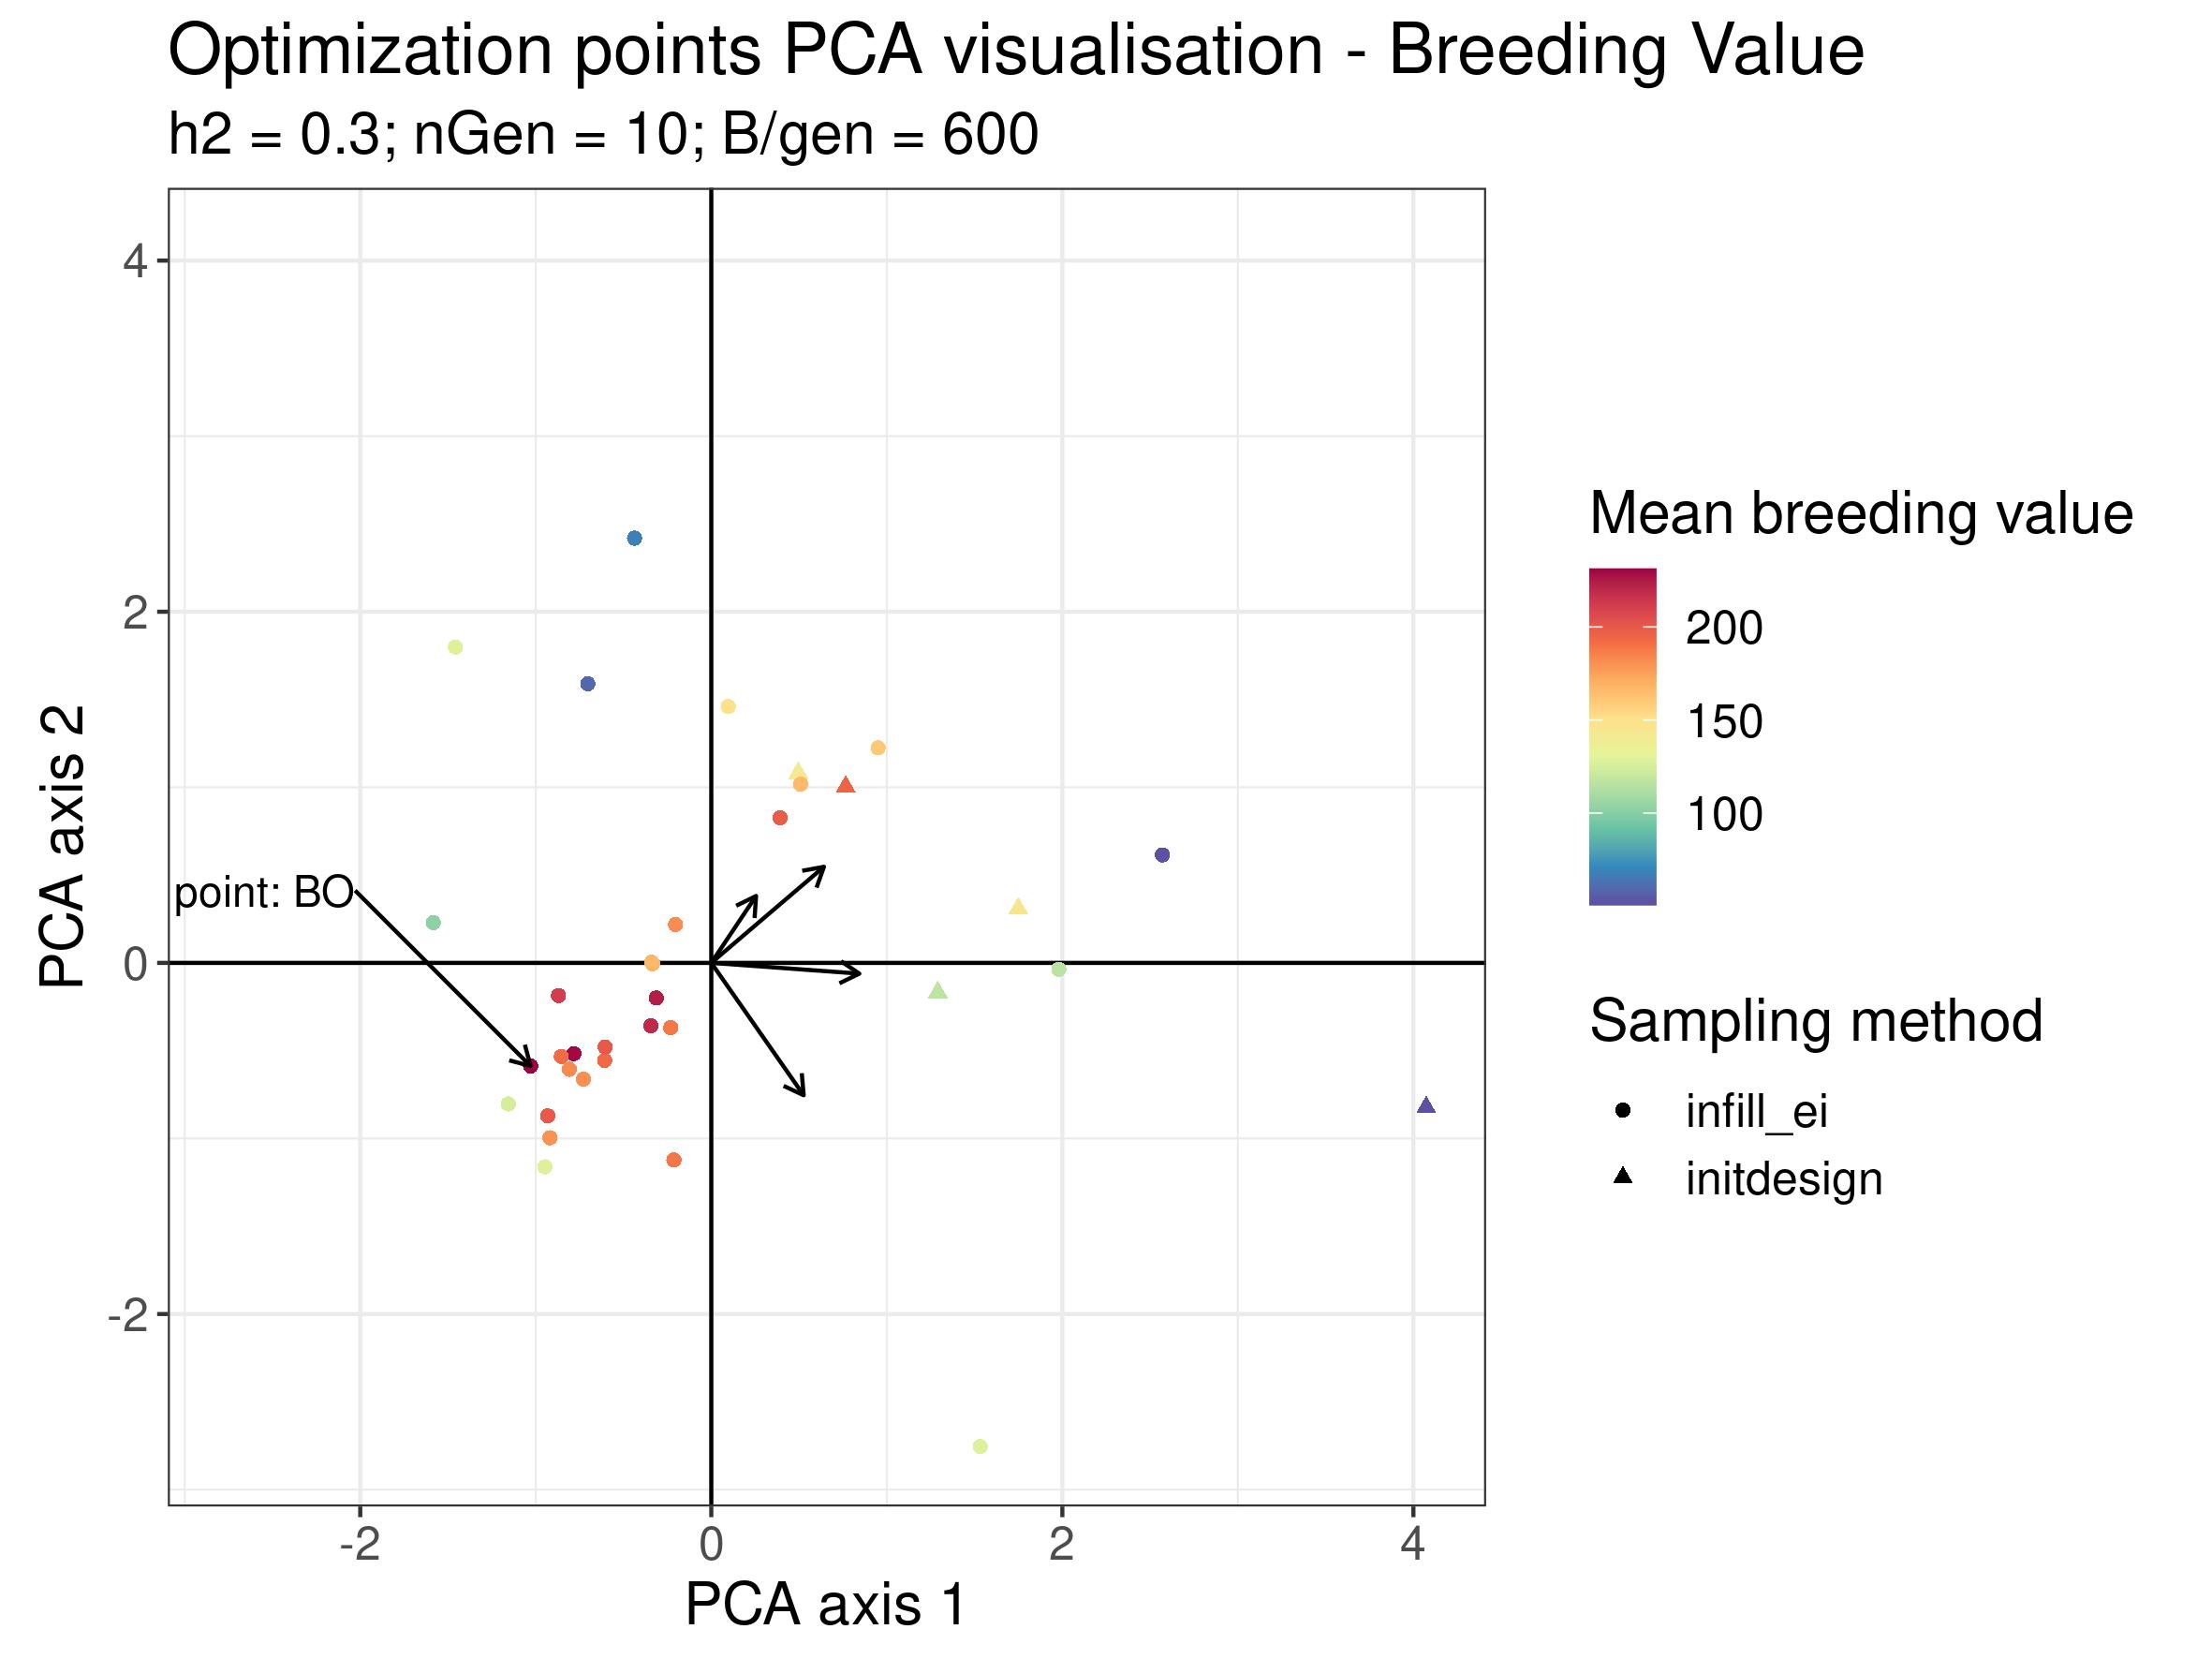 Optimization points PCA visualisation - Breeding Value
h2 = 0.3; nGen = 10; B/gen = 600
4
2
0
-2
PCA axis 2
point: BO
-2
0
2
4
PCA axis 1
Mean breeding value
200
150
100
Sampling method
infill_ei
initdesign